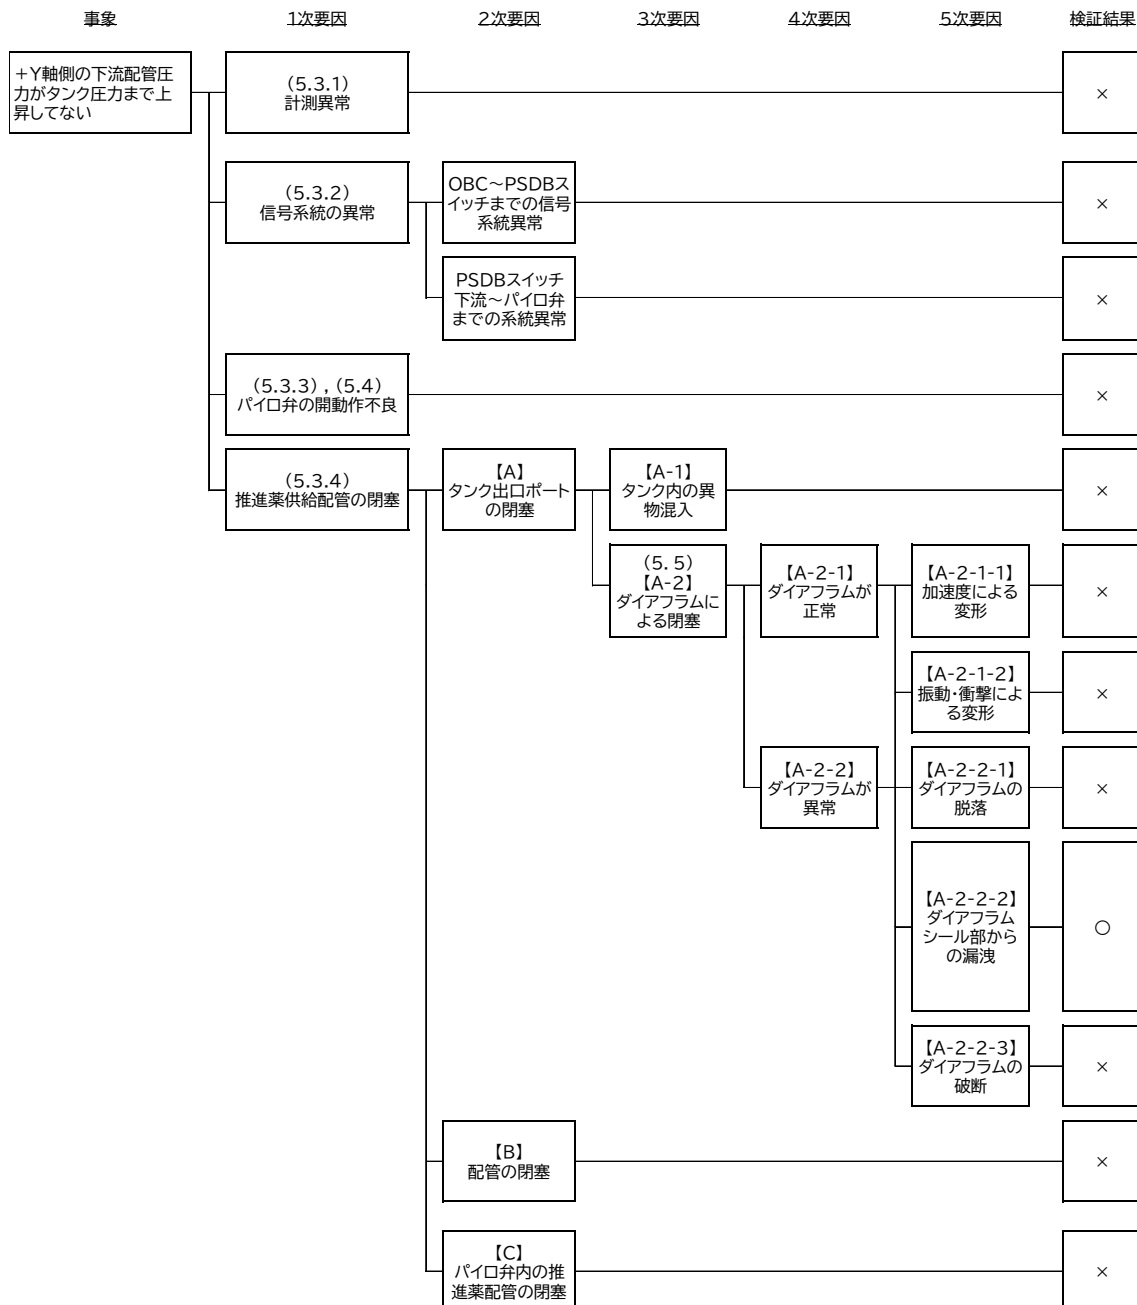 事象
1次要因
2次要因
3次要因
4次要因
5次要因
検証結果
+Y軸側の下流配管圧
力がタンク圧力まで上
昇してない
(5.3.1)
計測異常
×
(5.3.2)
信号系統の異常
OBC~PSDBス
イッチまでの信号
系統異常
×
PSDBスイッチ
下流~パイロ弁
までの系統異常
×
(5.3.3) , (5.4)
パイロ弁の開動作不良
×
(5.3.4)
推進薬供給配管の閉塞
【A】
タンク出口ポート
の閉塞
【A-1】
タンク内の異
物混入
×
(5. 5)
【A-2】
ダイアフラムに
よる閉塞
【A-2-1】
ダイアフラムが
正常
【A-2-1-1】
加速度による
変形
×
【A-2-1-2】
振動・衝撃によ
る変形
×
【A-2-2】
ダイアフラムが
異常
【A-2-2-1】
ダイアフラムの
脱落
×
【A-2-2-2】
ダイアフラム
シール部から
の漏洩
○
【A-2-2-3】
ダイアフラムの
破断
×
【B】
配管の閉塞
×
【C】
パイロ弁内の推
進薬配管の閉塞
×